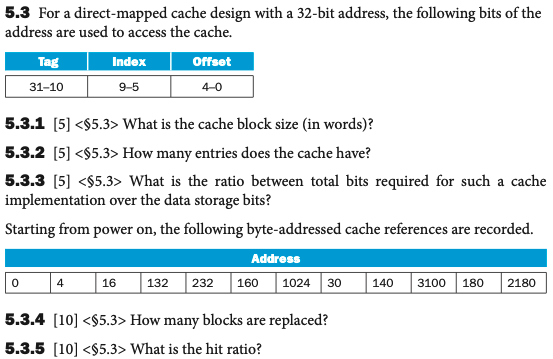 5.3 For a direct-mapped cache design with a 32-bit address, the following bits of the
address are used to access the cache.
Tag Index Offset
31–10 9–5 4–0
5.3.1 [5] <§5.3> What is the cache block size (in words)?
5.3.2 [5] <§5.3> How many entries does the cache have?
5.3.3 [5] <§5.3> What is the ratio between total bits required for such a cache
implementation over the data storage bits?
Starting from power on, the following byte-addressed cache references are recorded.
Address
0 4 16 132 232 160 1024 30 140 3100 180 2180
5.3.4 [10] <§5.3> How many blocks are replaced?
5.3.5 [10] <§5.3> What is the hit ratio?